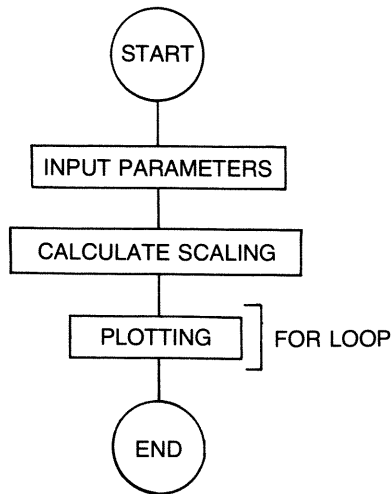 START
INPUT PARAMETERS
CALCULATE SCALING
PLOTTING
FOR LOOP
END